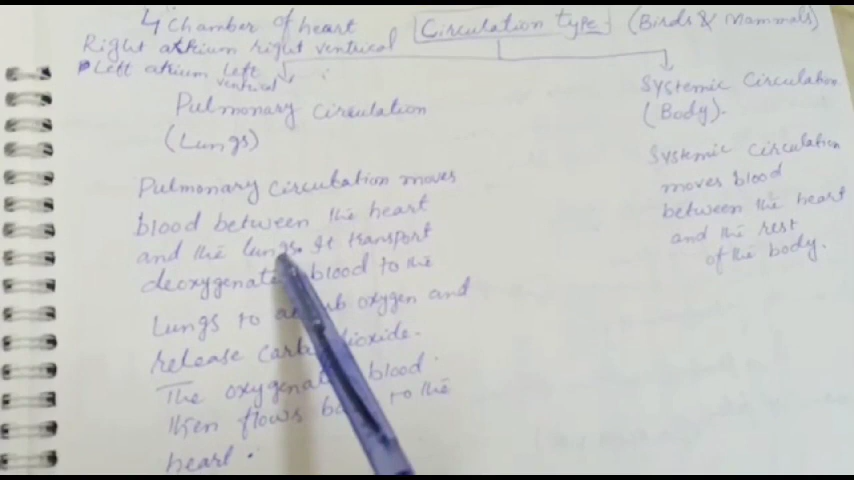 4 Chamber of heart
Circulation type (Birds & Mammals)
Right atrium right ventrical
Left atrium left ventrical
Pulmonary Circulation
(Lungs)
Pulmonary circulation moves
blood between the heart
and the lungs. It transport
deoxygenate blood to the
Lungs to oxygen and
release dioxide.
The oxygenate blood
then flows to the
heart.
Systemic Circulation
(Body).
Systemic circulation
moves blood
between the heart
and the rest
of the body.